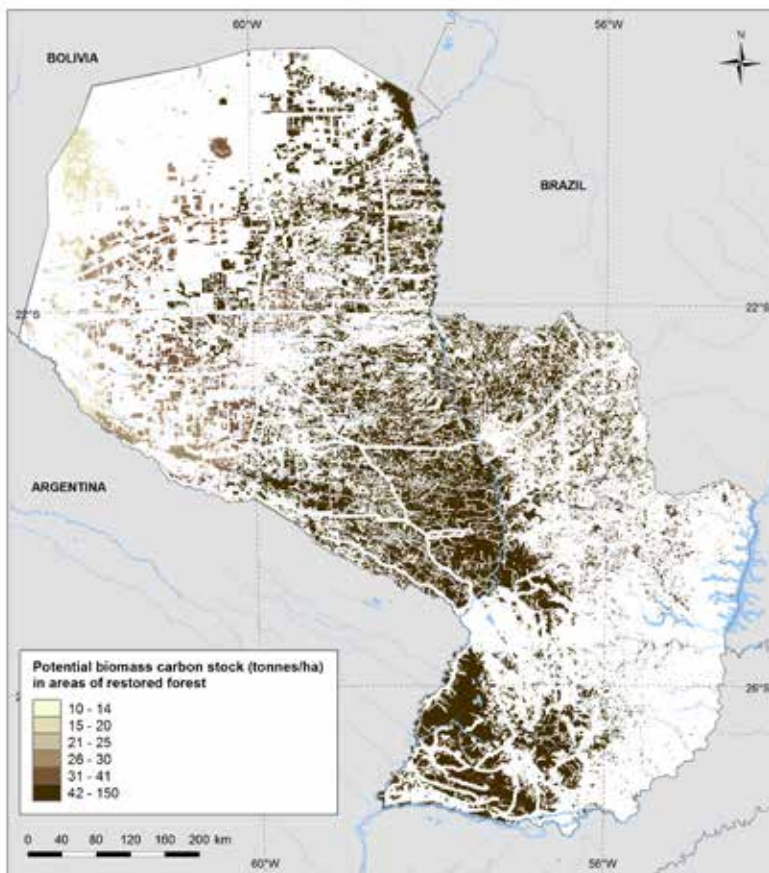 60°W
56°W
BOLIVIA
N
BRAZIL
22°S
22°S
ARGENTINA
26°S
Potential biomass carbon stock (tonnes/ha)
in areas of restored forest
10 - 14
15 - 20
21 - 25
26 - 30
31 - 41
42 - 150
0 40 80 120 160 200 km
60°W
56°W